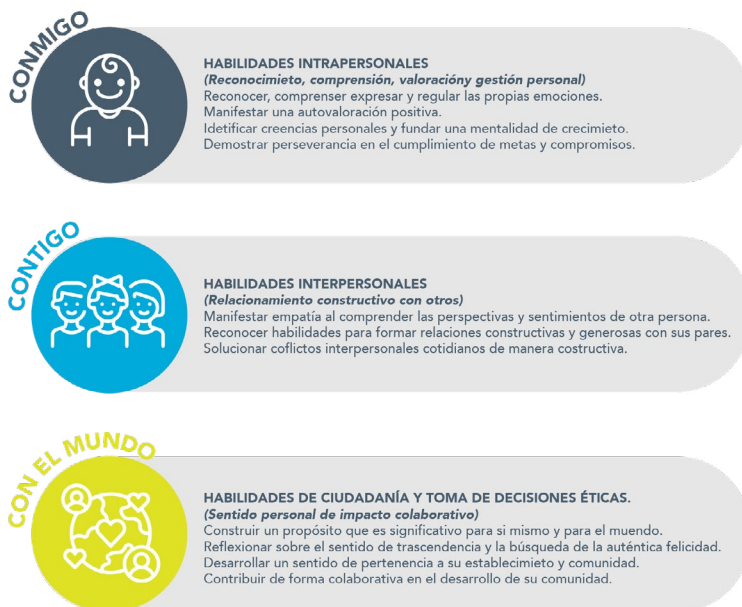 CONMIGO
HABILIDADES INTRAPERSONALES
(Reconocimieto, comprensión, valoracióny gestión personal)
Reconocer, comprenser expresar y regular las propias emociones.
Manifestar una autovaloración positiva.
Idetificar creencias personales y fundar una mentalidad de crecimieto.
Demostrar perseverancia en el cumplimiento de metas y compromisos.
CONTIGO
HABILIDADES INTERPERSONALES
(Relacionamiento constructivo con otros)
Manifestar empatía al comprender las perspectivas y sentimientos de otra persona.
Reconocer habilidades para formar relaciones constructivas y generosas con sus pares.
Solucionar coflictos interpersonales cotidianos de manera costructiva.
CON EL MUNDO
HABILIDADES DE CIUDADANÍA Y TOMA DE DECISIONES ÉTICAS.
(Sentido personal de impacto colaborativo)
Construir un propósito que es significativo para si mismo y para el muendo.
Reflexionar sobre el sentido de trascendencia y la búsqueda de la auténtica felicidad.
Desarrollar un sentido de pertenencia a su establecimieto y comunidad.
Contribuir de forma colaborativa en el desarrollo de su comunidad.